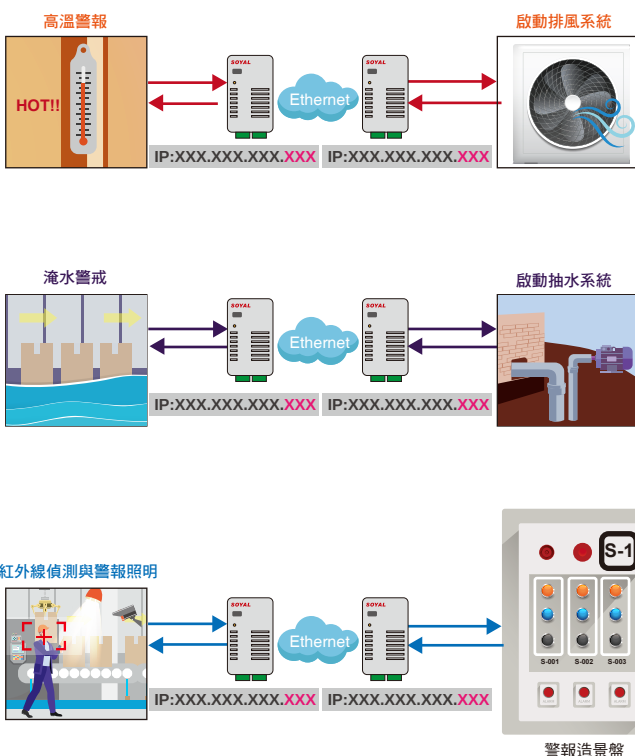 高溫警報
啟動排風系統
HOT!!
SOYAL
Ethernet
SOYAL
IP:XXX.XXX.XXX.XXX
IP:XXX.XXX.XXX.XXX
淹水警戒
啟動抽水系統
SOYAL
Ethernet
SOYAL
IP:XXX.XXX.XXX.XXX
IP:XXX.XXX.XXX.XXX
紅外線偵測與警報照明
S-1
SOYAL
Ethernet
SOYAL
S-001
S-002
S-003
IP:XXX.XXX.XXX.XXX
IP:XXX.XXX.XXX.XXX
警報造景盤